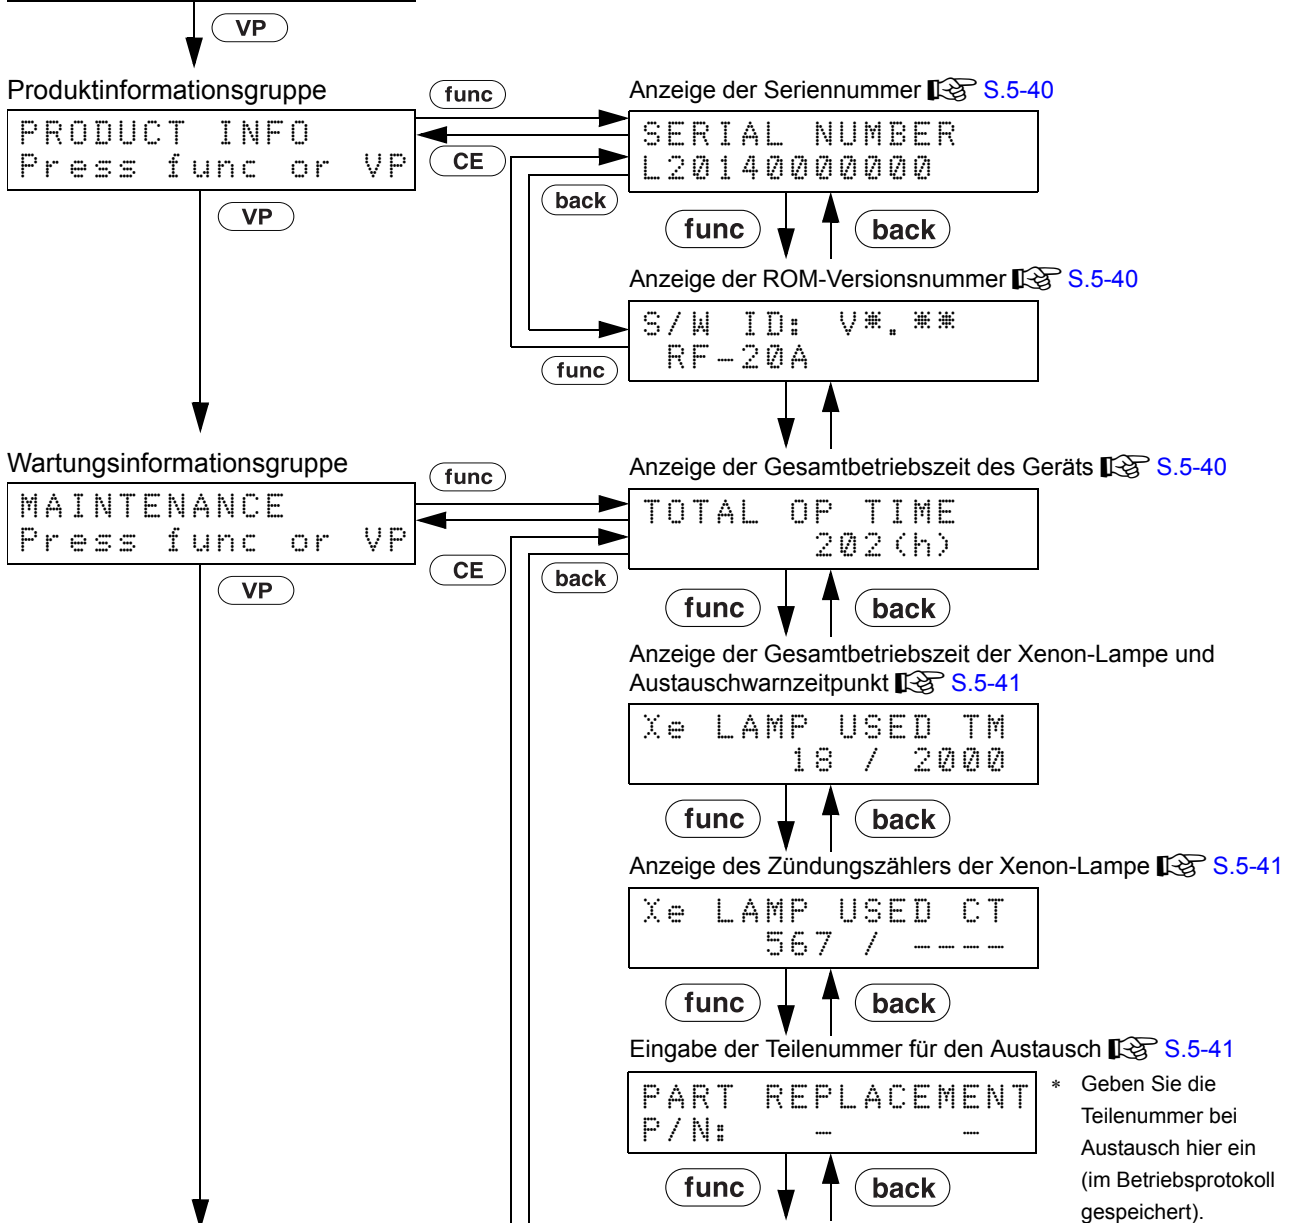 VP
Produktinformationsgruppe
func
Anzeige der Seriennummer S.5-40
PRODUCT INFO
Press func or VP
CE
SERIAL NUMBER
L20140000000
back
VP
func
back
Anzeige der ROM-Versionsnummer S.5-40
S/W ID: V*.**
RF-20A
func
Wartungsinformationsgruppe
func
Anzeige der Gesamtbetriebszeit des Geräts S.5-40
MAINTENANCE
Press func or VP
TOTAL OP TIME
202(h)
CE
back
VP
func
back
Anzeige der Gesamtbetriebszeit der Xenon-Lampe und
Austauschwarnzeitpunkt S.5-41
Xe LAMP USED TM
18 / 2000
func
back
Anzeige des Zündungszählers der Xenon-Lampe S.5-41
Xe LAMP USED CT
567 / ----
func
back
Eingabe der Teilenummer für den Austausch S.5-41
PART REPLACEMENT
P/N: - -
* Geben Sie die
Teilenummer bei
Austausch hier ein
(im Betriebsprotokoll
gespeichert).
func
back